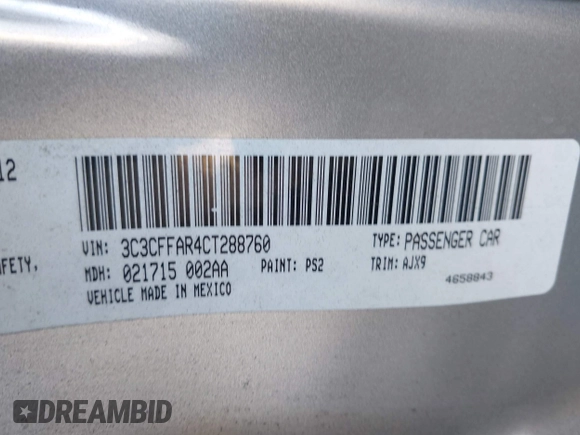 12
VIN: 3C3CFFAR4CT288760 TYPE: PASSENGER CAR
AFETY, MDH: 021715 002AA PAINT: PS2 TRIM: AJX9
VEHICLE MADE IN MEXICO 4658843
DREAMBID